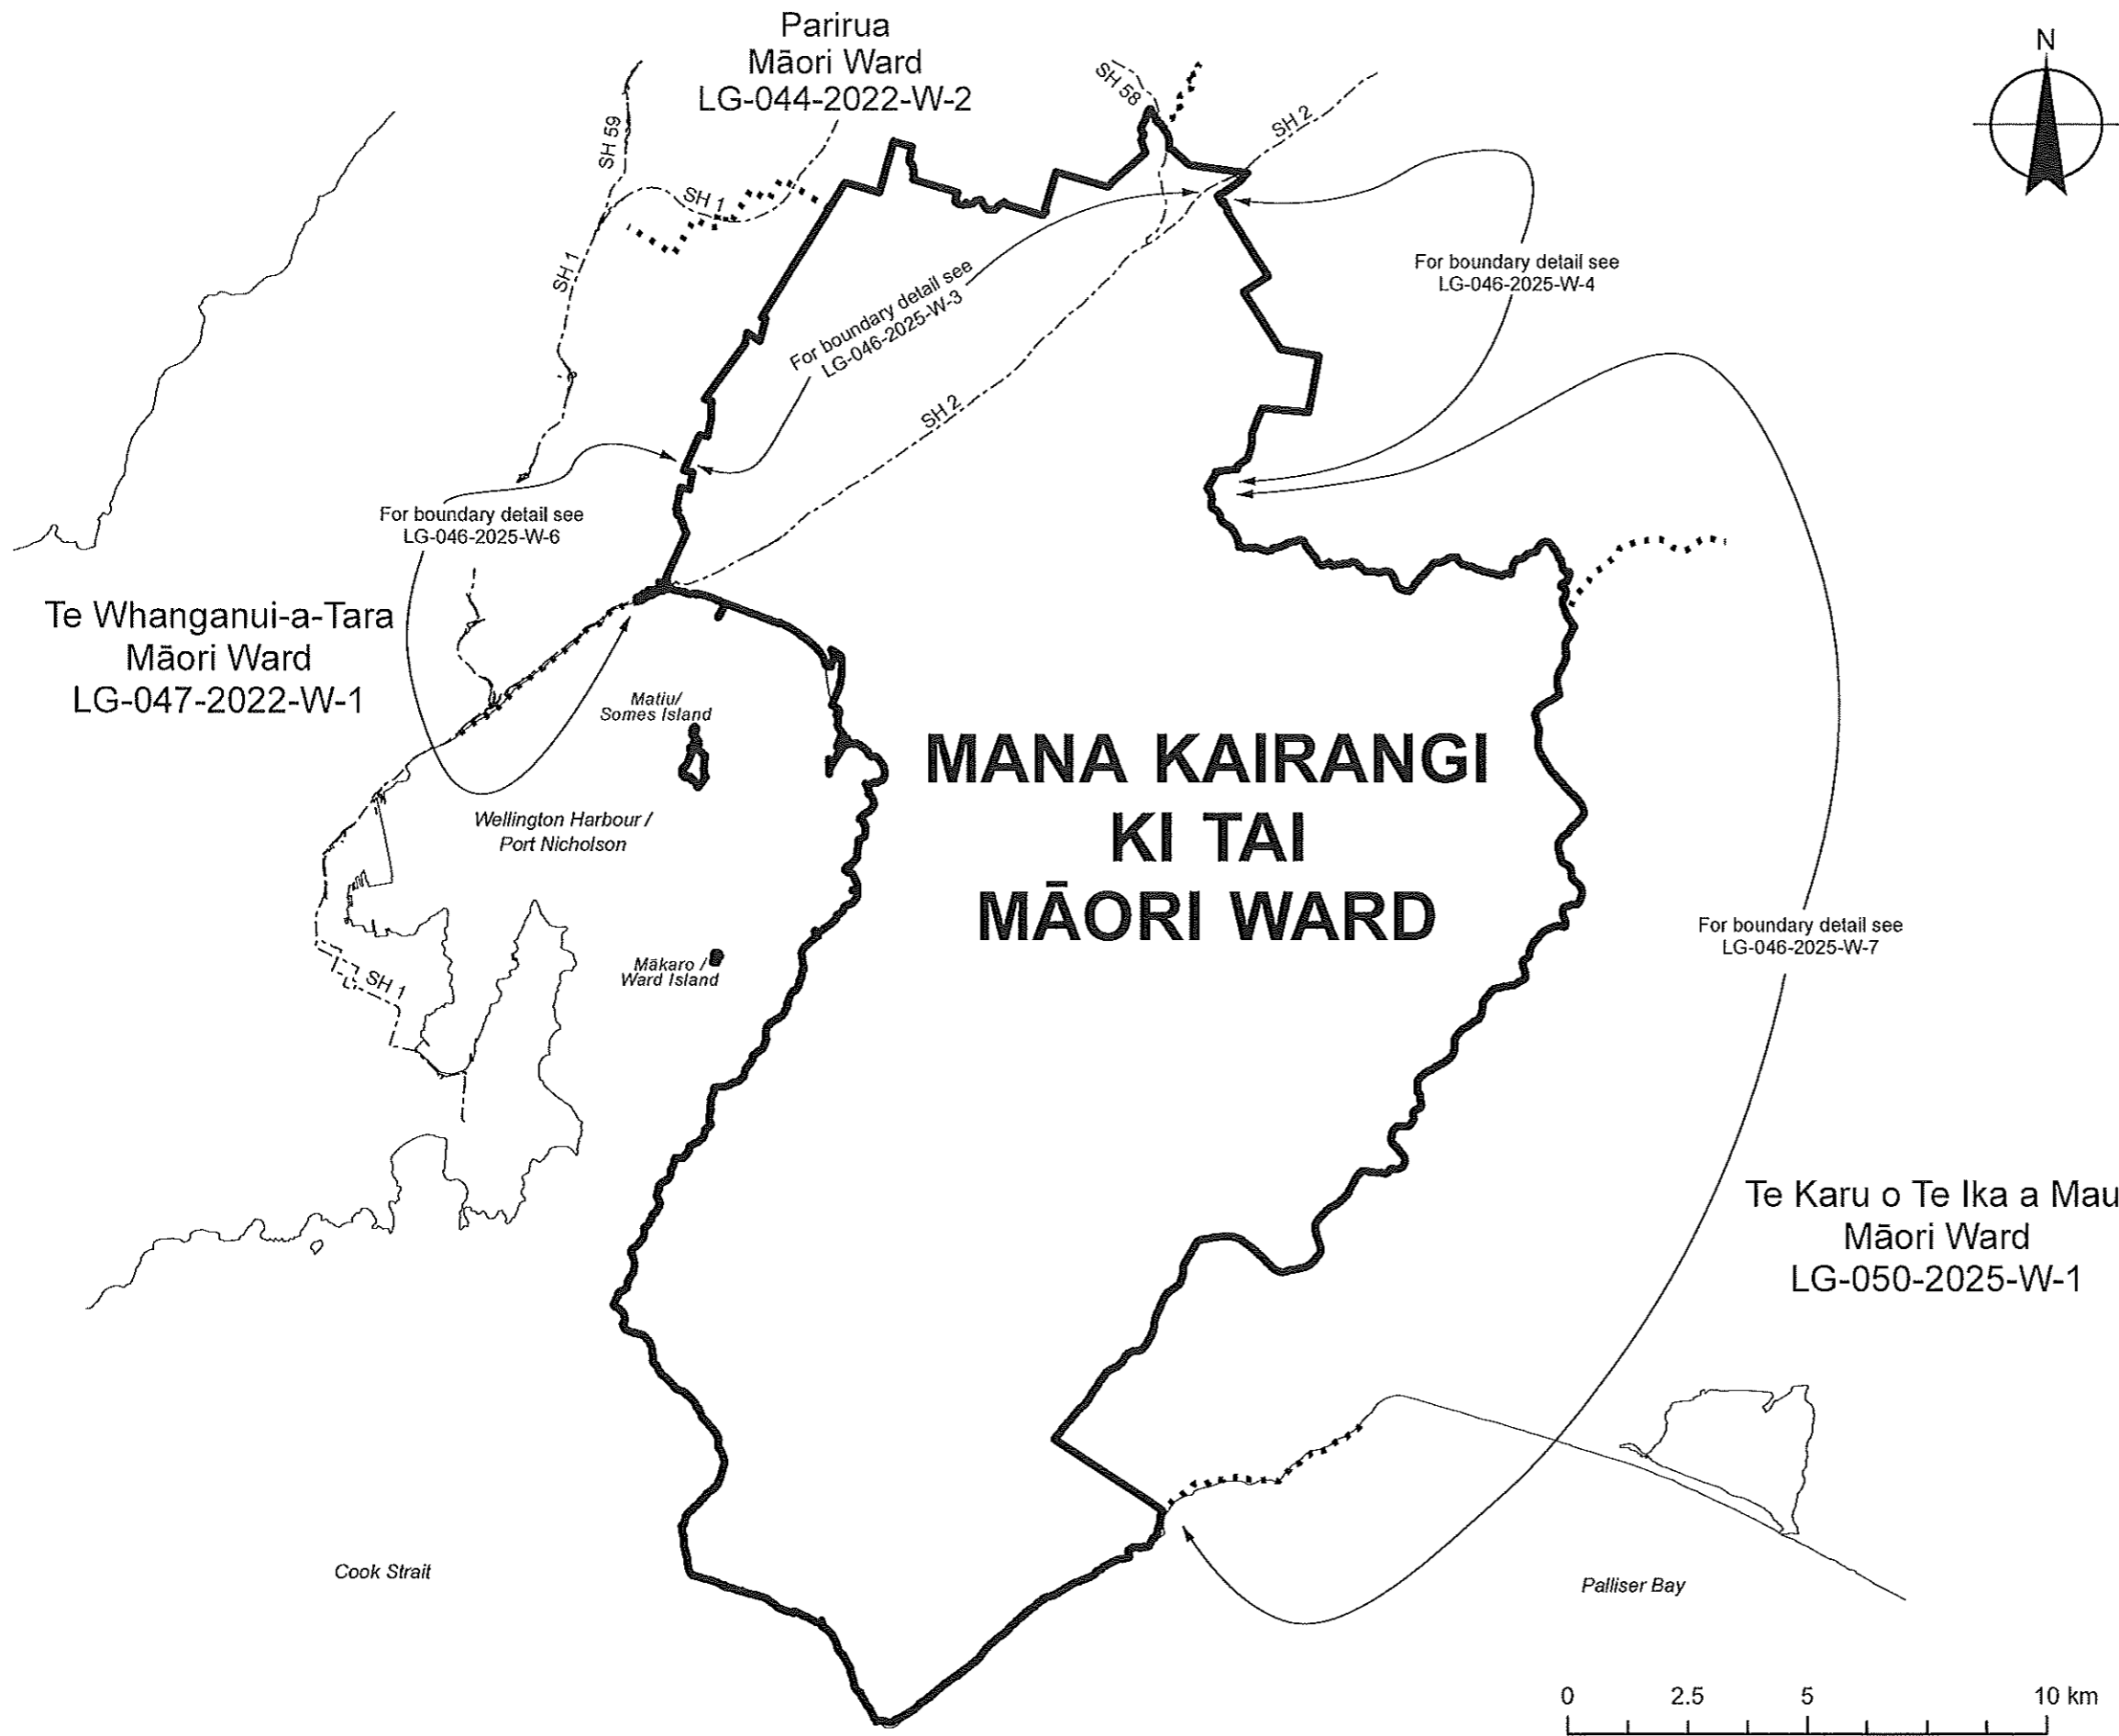 Parirua
Māori Ward
LG-044-2022-W-2
N
SH 58
SH 2
SH 59
SH 1
SH 1
For boundary detail see
LG-046-2025-W-3
For boundary detail see
LG-046-2025-W-4
SH 2
For boundary detail see
LG-046-2025-W-6
Te Whanganui-a-Tara
Māori Ward
LG-047-2022-W-1
Matiu/
Somes Island
MANA KAIRANGI
KI TAI
MĀORI WARD
Wellington Harbour /
Port Nicholson
For boundary detail see
LG-046-2025-W-7
Mākaro /
Ward Island
SH 1
Te Karu o Te Ika a Mau
Māori Ward
LG-050-2025-W-1
Cook Strait
Palliser Bay
0 2.5 5 10 km